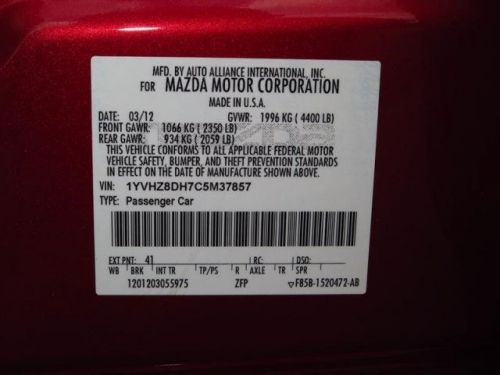 MFD. BY AUTO ALLIANCE INTERNATIONAL, INC.
FOR MAZDA MOTOR CORPORATION
MADE IN U.S.A.
DATE: 03/12 GVWR: 1996 KG ( 4400 LB)
FRONT GAWR: 1066 KG ( 2350 LB)
REAR GAWR: 934 KG ( 2059 LB)
THIS VEHICLE CONFORMS TO ALL APPLICABLE FEDERAL MOTOR
VEHICLE SAFETY, BUMPER, AND THEFT PREVENTION STANDARDS
IN EFFECT ON THE DATE OF MANUFACTURE SHOWN ABOVE.
VIN: 1YVHZ8DH7C5M37857
TYPE: Passenger Car
EXT PNT: 41 RC: DSO:
WB BRK INT TR TP/PS R AXLE TR SPR
1201203055975 ZFP ▽F85B-1520472-AB